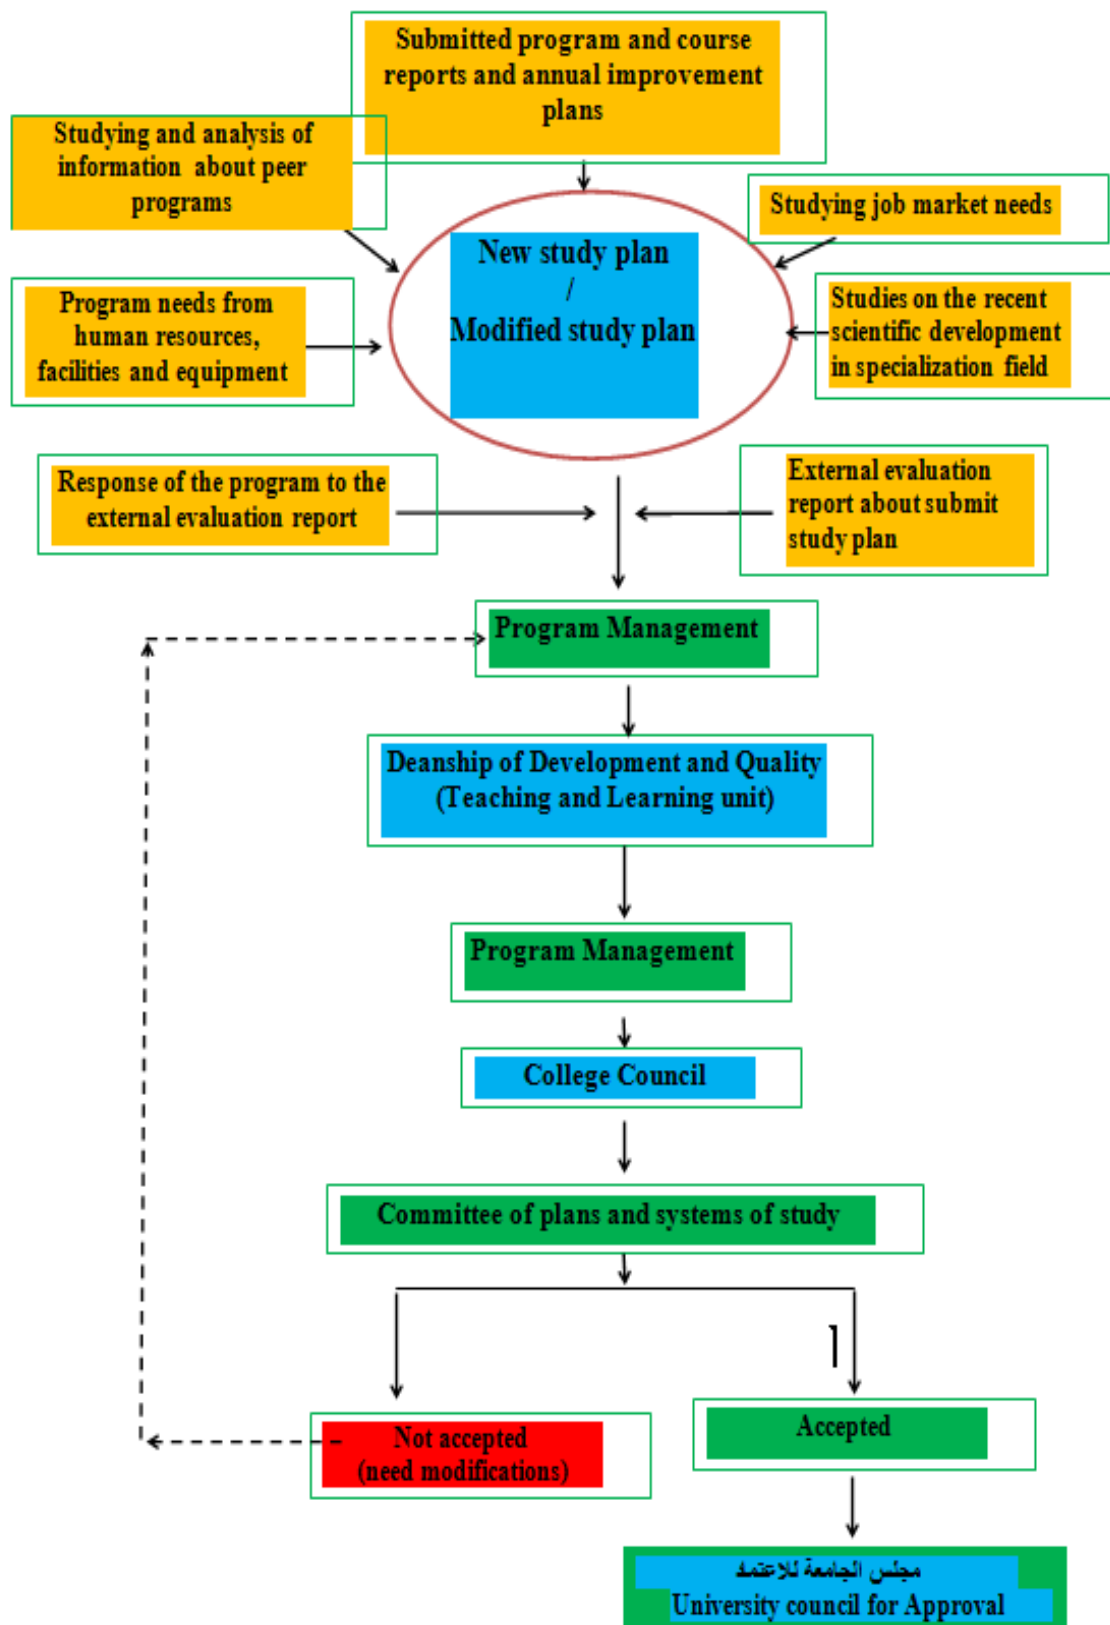 Submitted program and course
reports and annual improvement
plans
Studying and analysis of
information about peer
programs
Studying job market needs
New study plan
/
Modified study plan
Program needs from
human resources,
facilities and equipment
Studies on the recent
scientific development
in specialization field
Response of the program to the
external evaluation report
External evaluation
report about submit
study plan
Program Management
Deanship of Development and Quality
(Teaching and Learning unit)
Program Management
College Council
Committee of plans and systems of study
Not accepted
(need modifications)
Accepted
مجلس الجامعة للاعتمد
University council for Approval